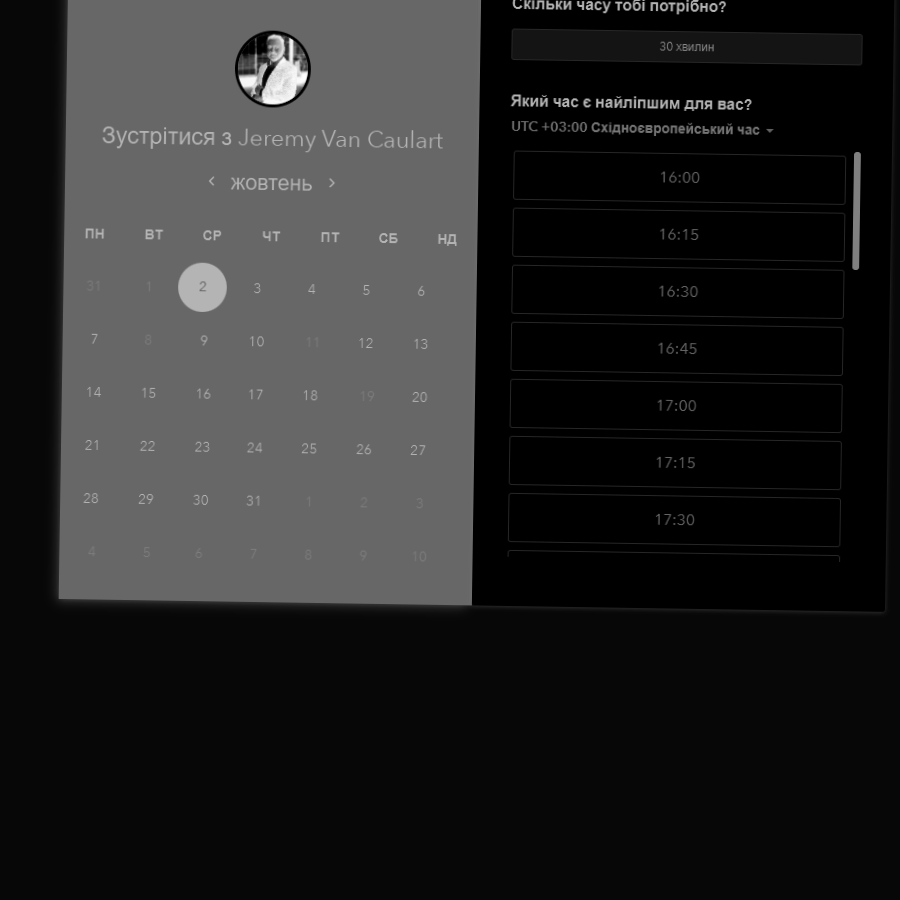 Зустрітися з Jeremy Van Caulart
жовтень
ПН ВТ СР ЧТ ПТ СБ НД
31 1 2 3 4 5 6
7 8 9 10 11 12 13
14 15 16 17 18 19 20
21 22 23 24 25 26 27
28 29 30 31 1 2 3
4 5 6 7 8 9 10
Скільки часу тобі потрібно?
30 хвилин
Який час є найліпшим для вас?
UTC +03:00 Східноєвропейський час
16:00
16:15
16:30
16:45
17:00
17:15
17:30